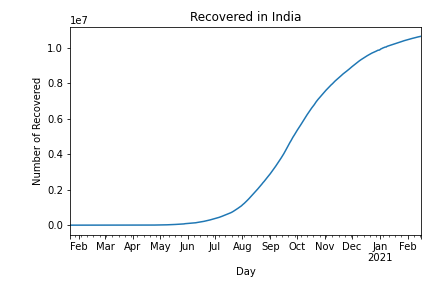 Recovered in India
1e7
1.0
0.8
0.6
0.4
0.2
0.0
Number of Recovered
Feb Mar Apr May Jun Jul Aug Sep Oct Nov Dec Jan Feb
2021
Day